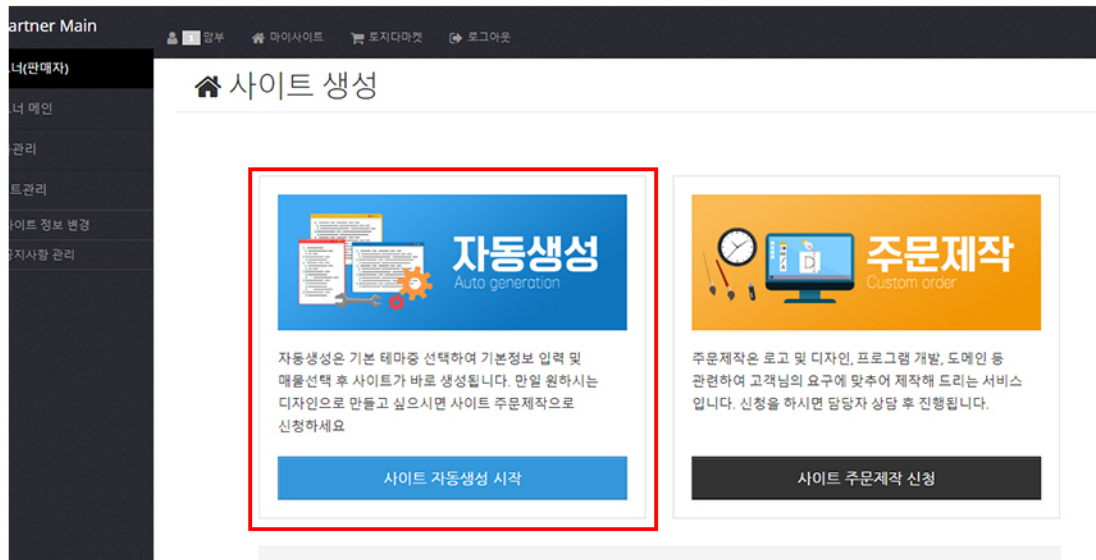 artner Main
1 맘부 마이사이트 토지다마켓 로그아웃
너(판매자)
너 메인
관리
트관리
사이트 정보 변경
공지사항 관리
사이트 생성
자동생성
Auto generation
자동생성은 기본 테마중 선택하여 기본정보 입력 및
매물선택 후 사이트가 바로 생성됩니다. 만일 원하시는
디자인으로 만들고 싶으시면 사이트 주문제작으로
신청하세요
사이트 자동생성 시작
주문제작
Custom order
주문제작은 로고 및 디자인, 프로그램 개발, 도메인 등
관련하여 고객님의 요구에 맞추어 제작해 드리는 서비스
입니다. 신청을 하시면 담당자 상담 후 진행됩니다.
사이트 주문제작 신청